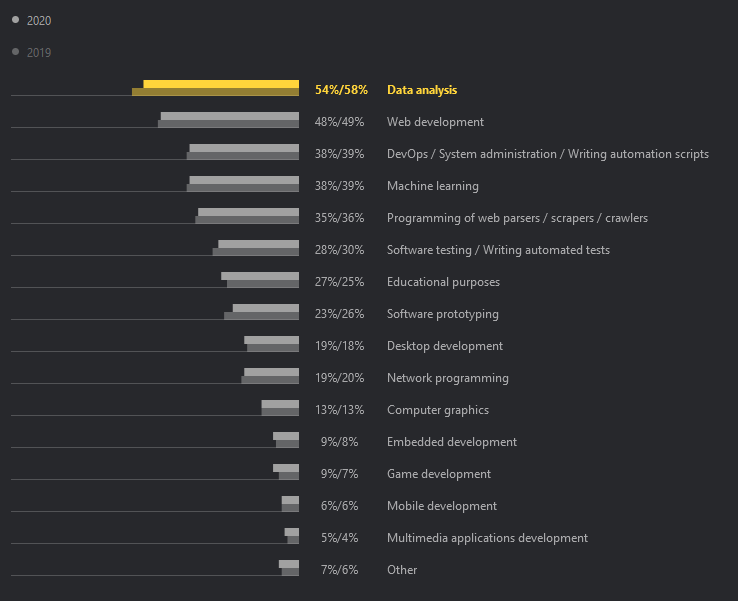 2020
2019
54%/58% Data analysis
48%/49% Web development
38%/39% DevOps / System administration / Writing automation scripts
38%/39% Machine learning
35%/36% Programming of web parsers / scrapers / crawlers
28%/30% Software testing / Writing automated tests
27%/25% Educational purposes
23%/26% Software prototyping
19%/18% Desktop development
19%/20% Network programming
13%/13% Computer graphics
9%/8% Embedded development
9%/7% Game development
6%/6% Mobile development
5%/4% Multimedia applications development
7%/6% Other